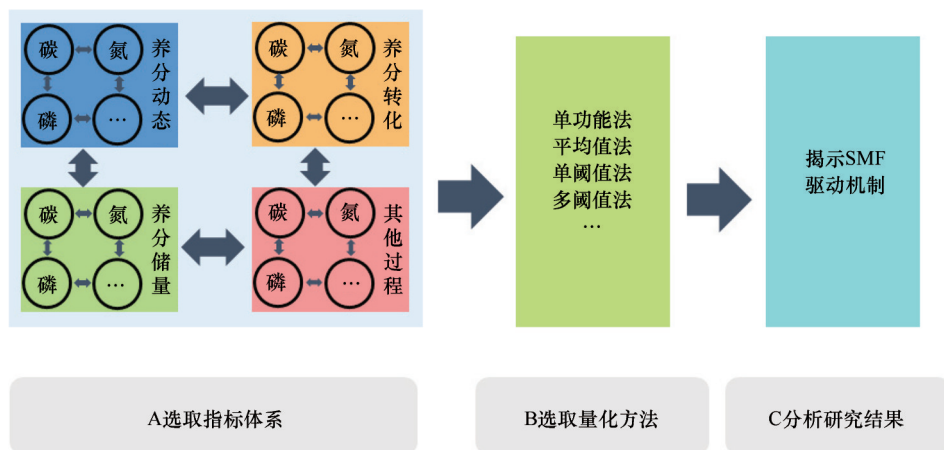 碳
氮
磷
…
养分动态
碳
氮
磷
…
养分转化
碳
氮
磷
…
养分储量
碳
氮
磷
…
其他过程
单功能法
平均值法
单阈值法
多阈值法
…
揭示SMF
驱动机制
A选取指标体系
B选取量化方法
C分析研究结果